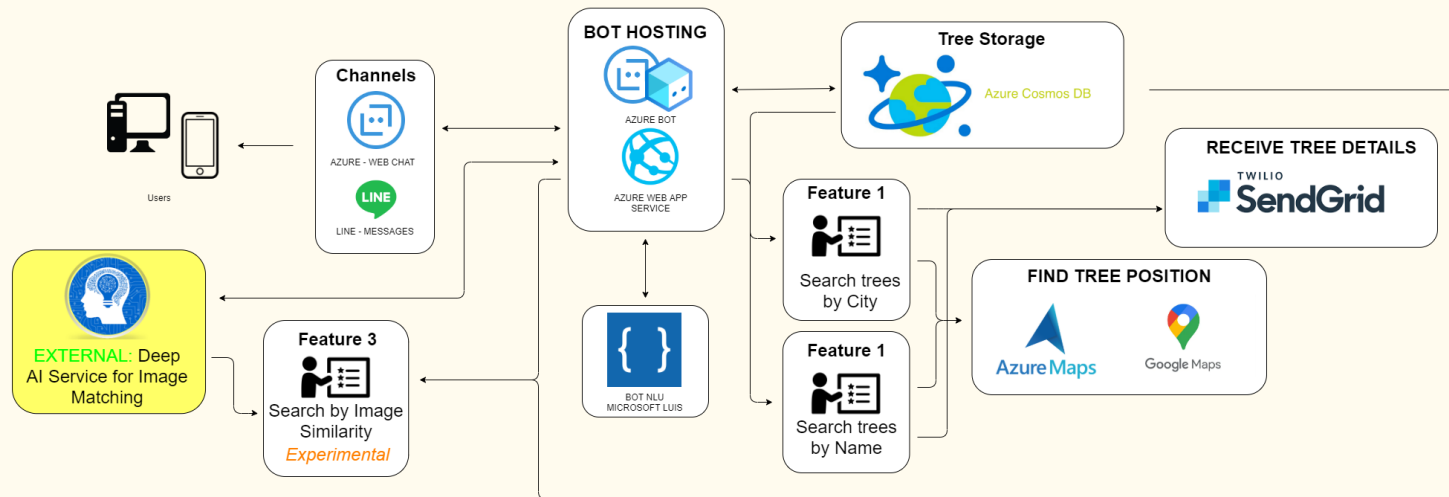 Users
Channels
AZURE - WEB CHAT
LINE
LINE - MESSAGES
BOT HOSTING
AZURE BOT
AZURE WEB APP
SERVICE
Tree Storage
Azure Cosmos DB
RECEIVE TREE DETAILS
TWILIO
SendGrid
Feature 1
Search trees
by City
FIND TREE POSITION
Azure Maps
Google Maps
Feature 1
Search trees
by Name
{ }
BOT NLU
MICROSOFT LUIS
EXTERNAL: Deep
AI Service for Image
Matching
Feature 3
Search by Image
Similarity
Experimental